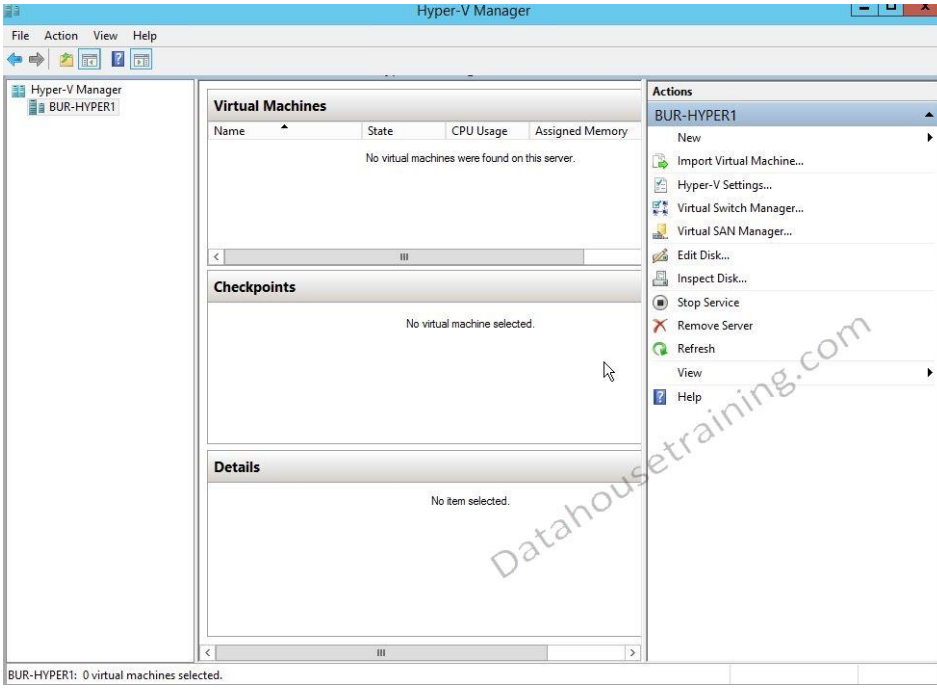 Hyper-V Manager
File Action View Help
Hyper-V Manager
BUR-HYPER1
Virtual Machines
Name State CPU Usage Assigned Memory
No virtual machines were found on this server.
Checkpoints
No virtual machine selected.
Details
No item selected.
Actions
BUR-HYPER1
New
Import Virtual Machine...
Hyper-V Settings...
Virtual Switch Manager...
Virtual SAN Manager...
Edit Disk...
Inspect Disk...
Stop Service
Remove Server
Refresh
View
Help
Datahousetraining.com
BUR-HYPER1: 0 virtual machines selected.